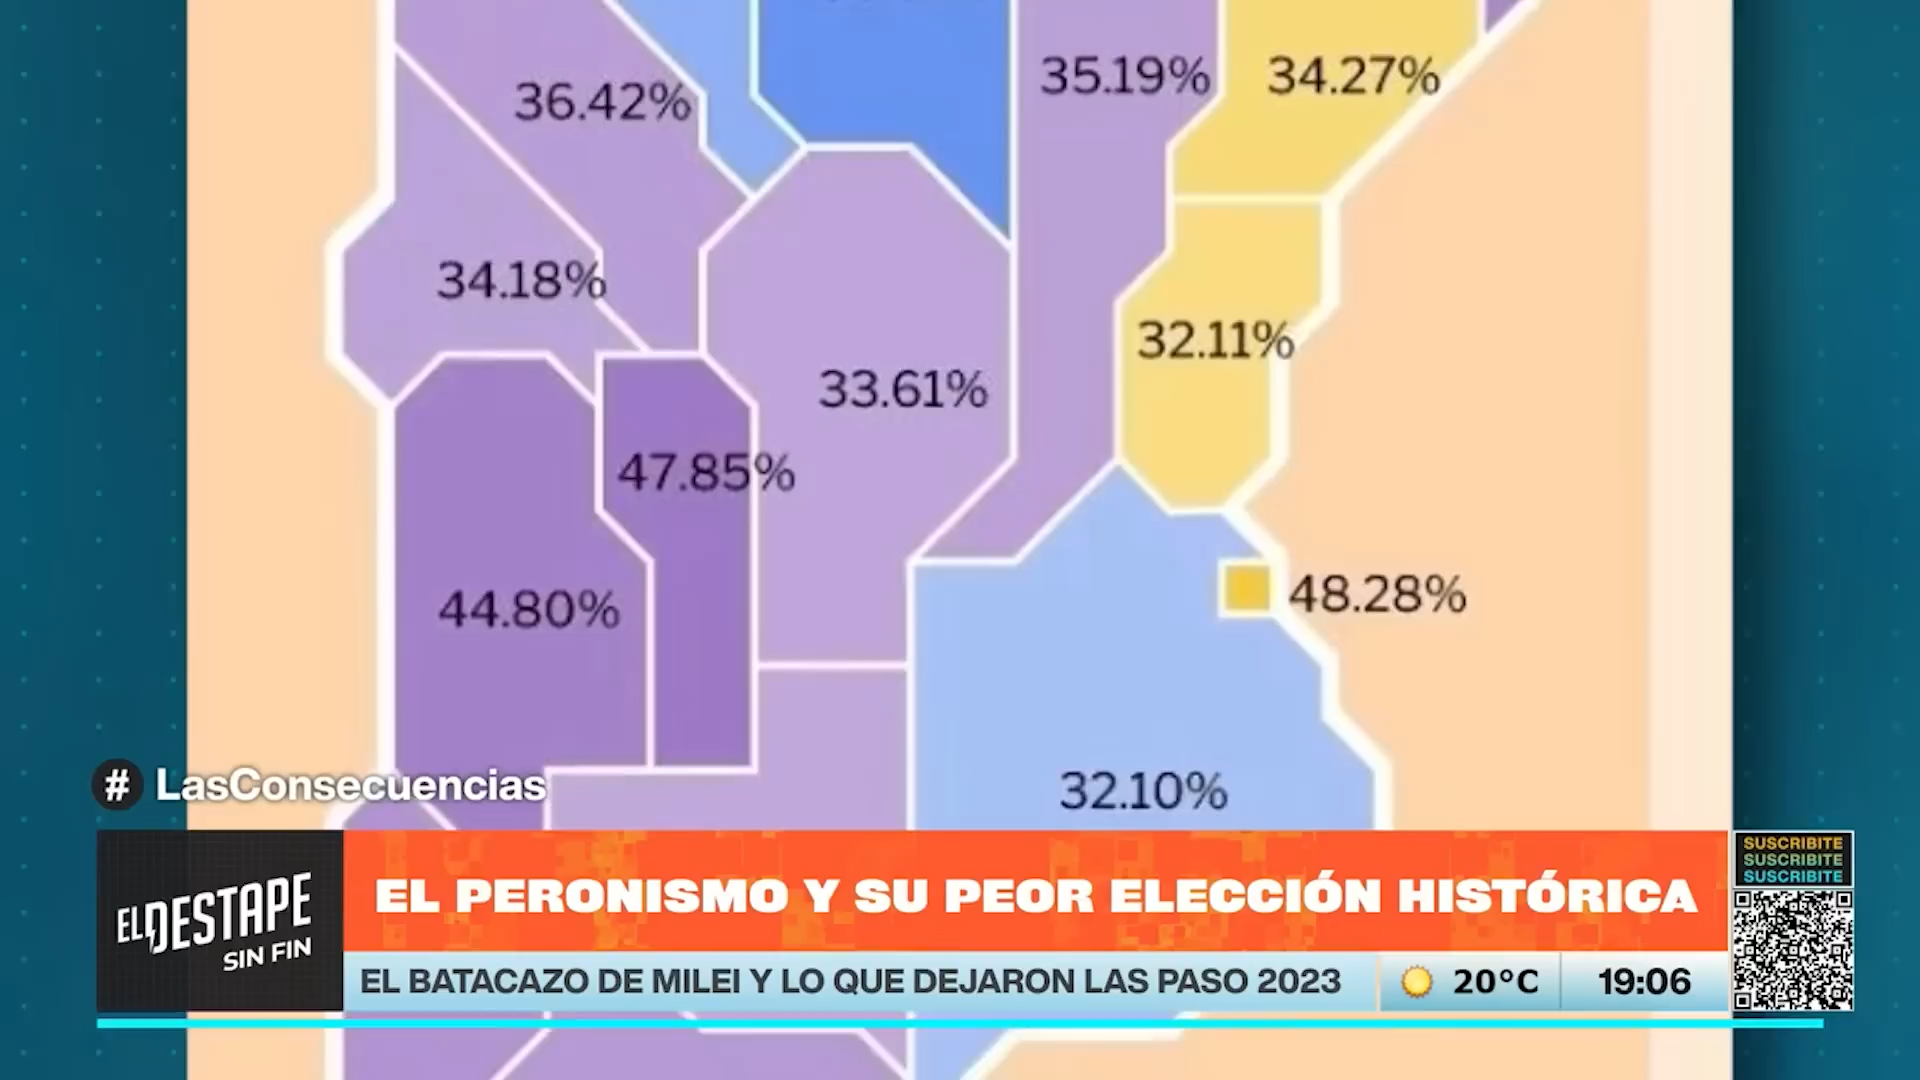 36.42%
35.19%
34.27%
34.18%
32.11%
33.61%
47.85%
44.80%
48.28%
32.10%
# LasConsecuencias
EL DESTAPE
SIN FIN
EL PERONISMO Y SU PEOR ELECCIÓN HISTÓRICA
EL BATACAZO DE MILEI Y LO QUE DEJARON LAS PASO 2023
20°C
19:06
SUSCRIBITE
SUSCRIBITE
SUSCRIBITE